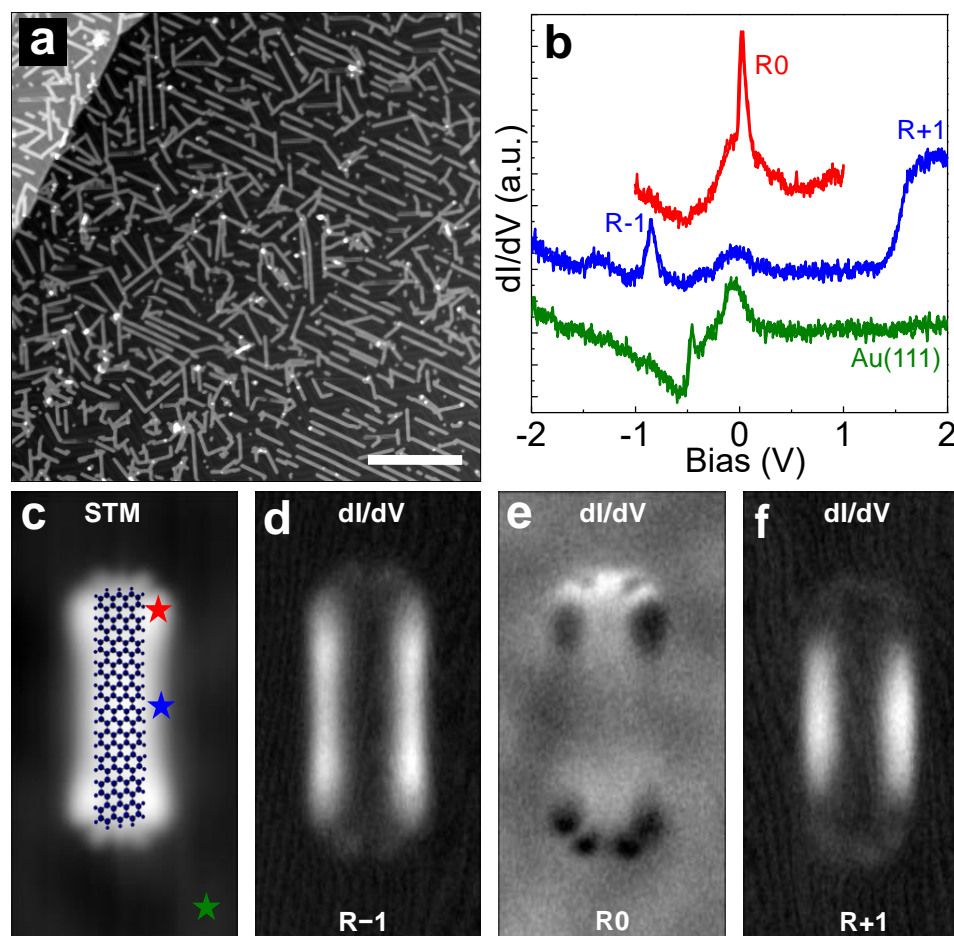 a
b
R0
R+1
R-1
Au(111)
dI/dV (a.u.)
-2 -1 0 1 2
Bias (V)
c STM
d dI/dV
e dI/dV
f dI/dV
R−1
R0
R+1